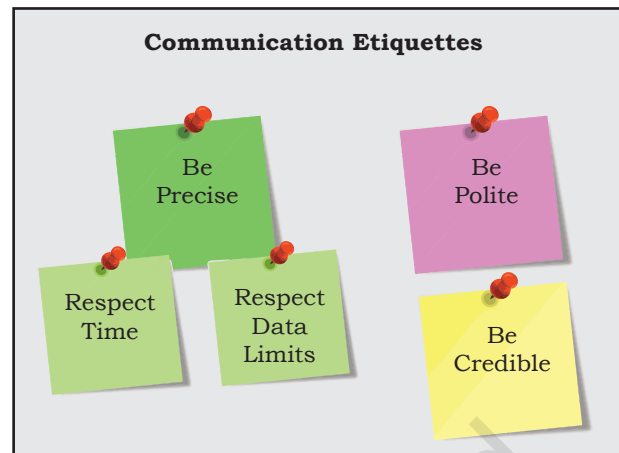 Communication Etiquettes
Be
Precise
Respect
Time
Respect
Data
Limits
Be
Polite
Be
Credible